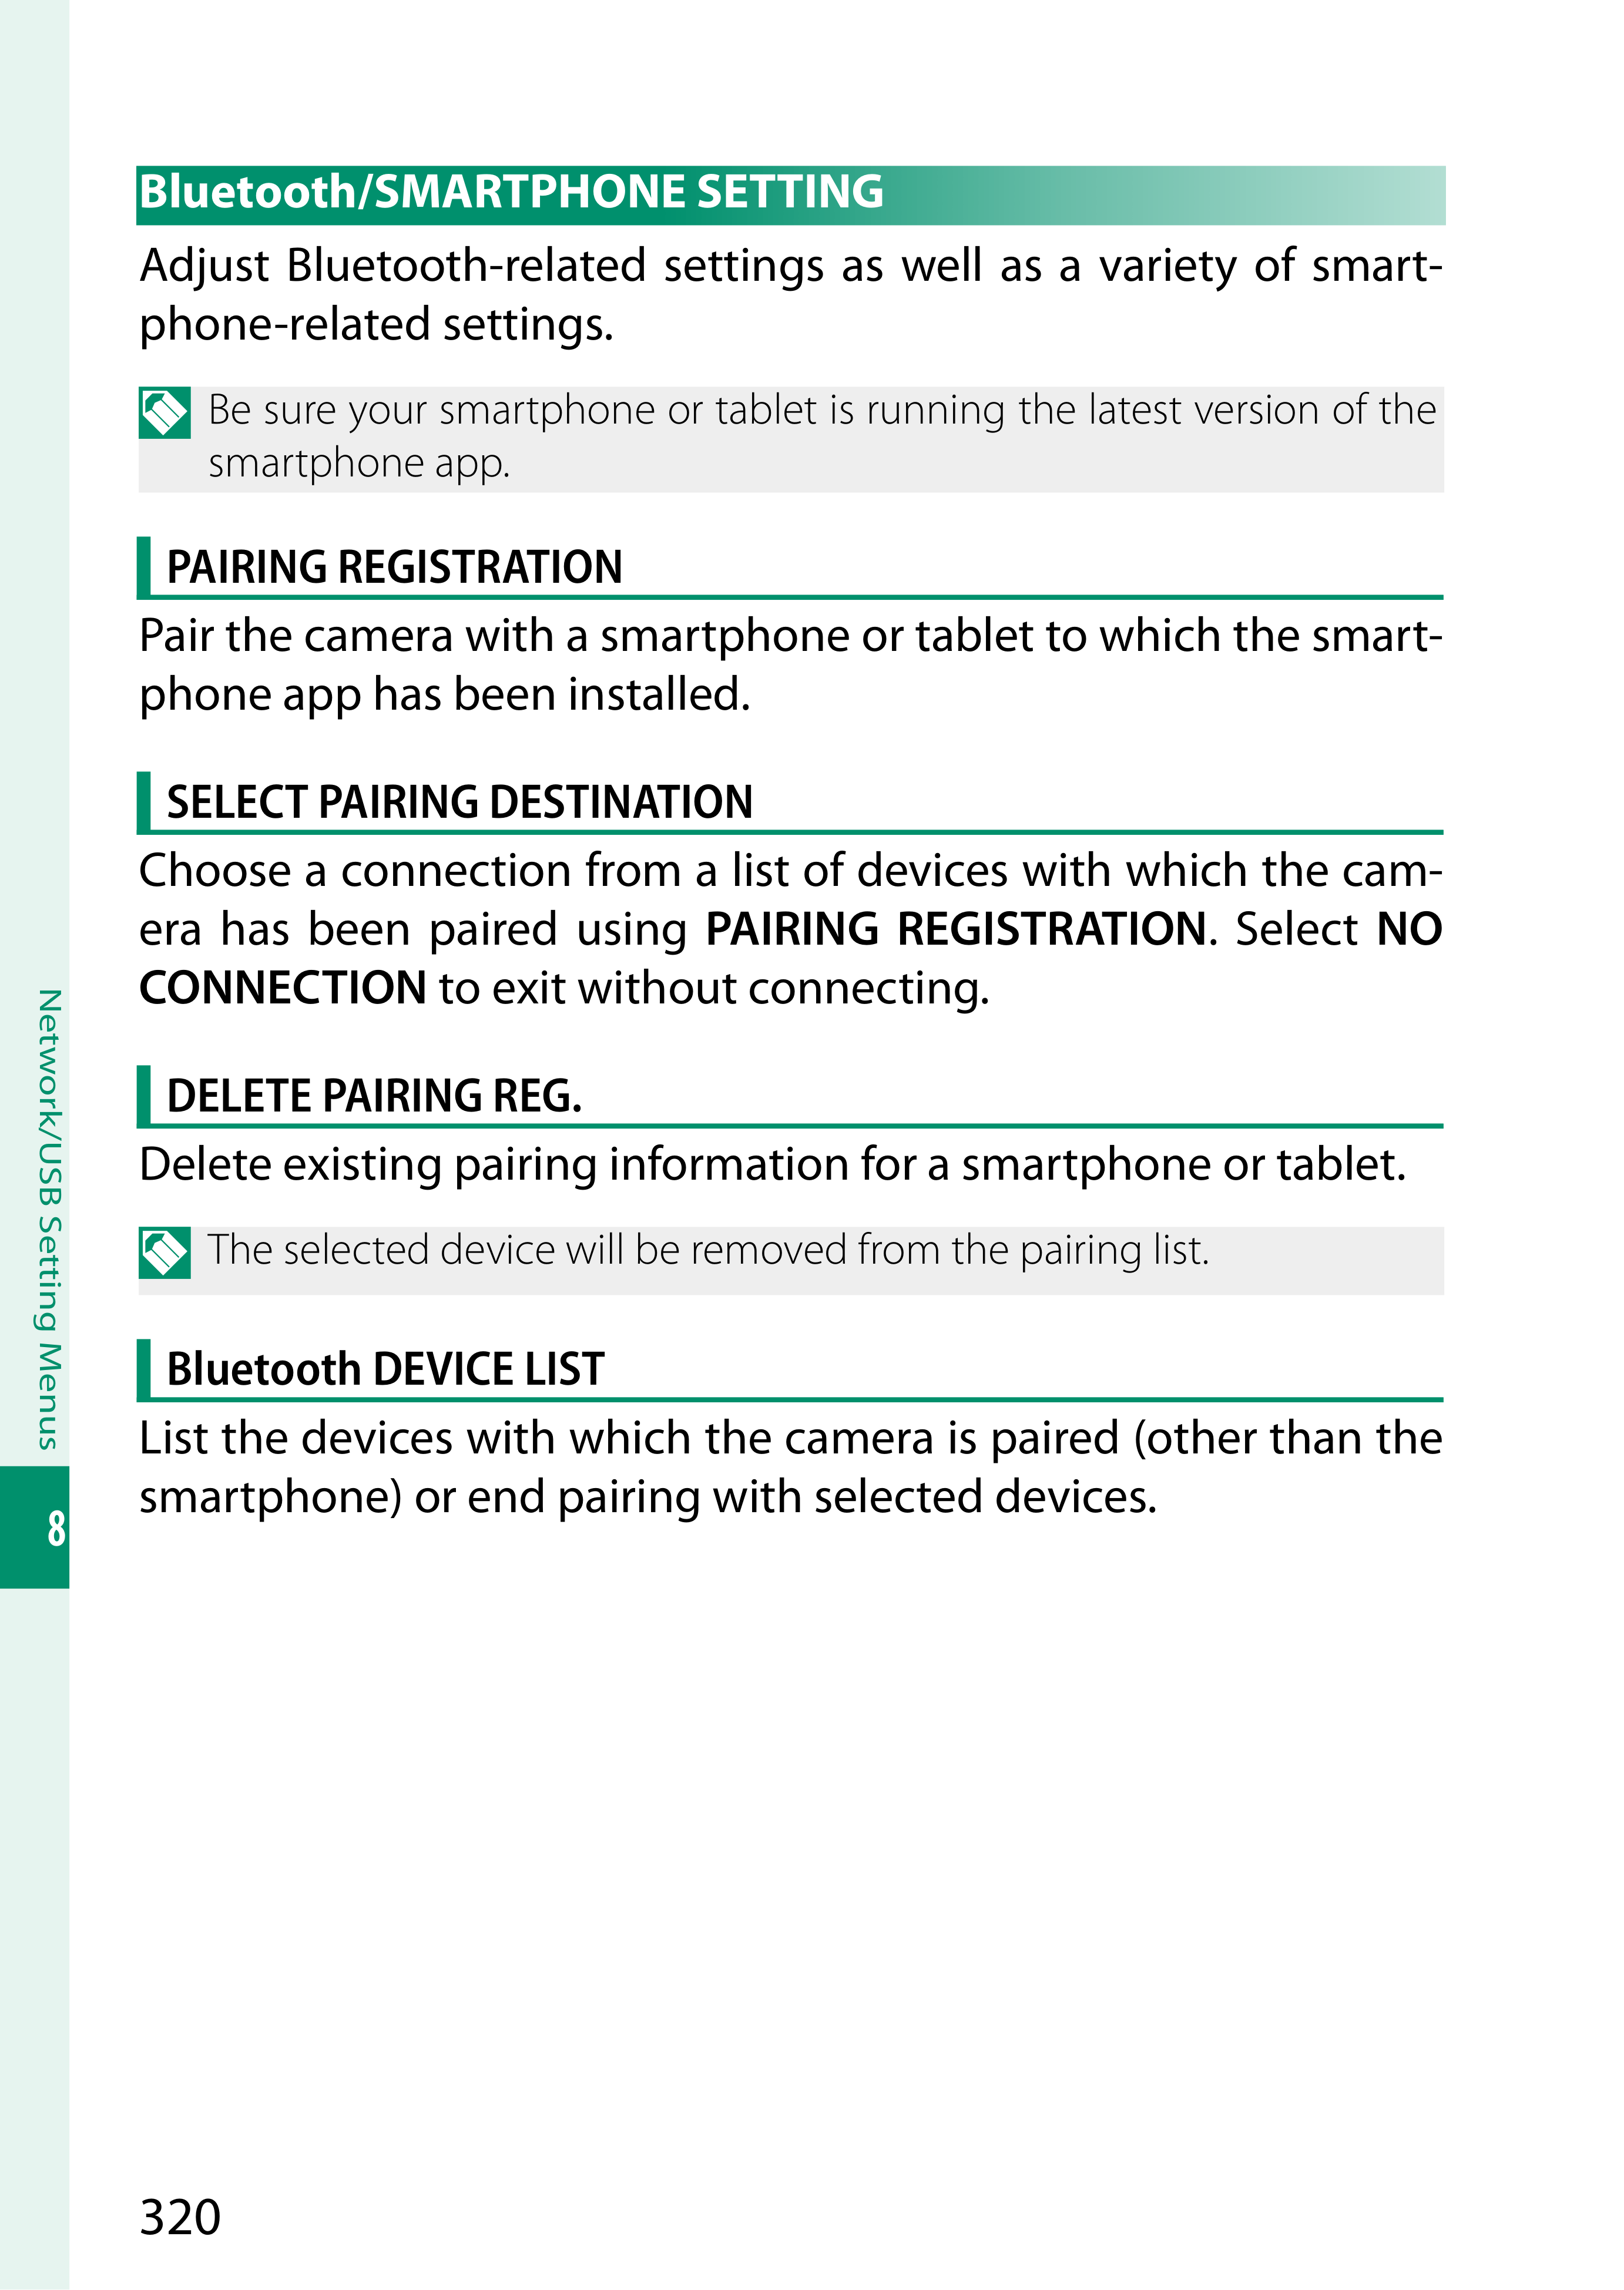 Bluetooth/SMARTPHONE SETTING
Adjust Bluetooth-related settings as well as a variety of smart-
phone-related settings.
Be sure your smartphone or tablet is running the latest version of the
smartphone app.
PAIRING REGISTRATION
Pair the camera with a smartphone or tablet to which the smart-
phone app has been installed.
SELECT PAIRING DESTINATION
Choose a connection from a list of devices with which the cam-
era has been paired using PAIRING REGISTRATION. Select NO
CONNECTION to exit without connecting.
DELETE PAIRING REG.
Delete existing pairing information for a smartphone or tablet.
The selected device will be removed from the pairing list.
Bluetooth DEVICE LIST
List the devices with which the camera is paired (other than the
smartphone) or end pairing with selected devices.
Network/USB Setting Menus
8
320